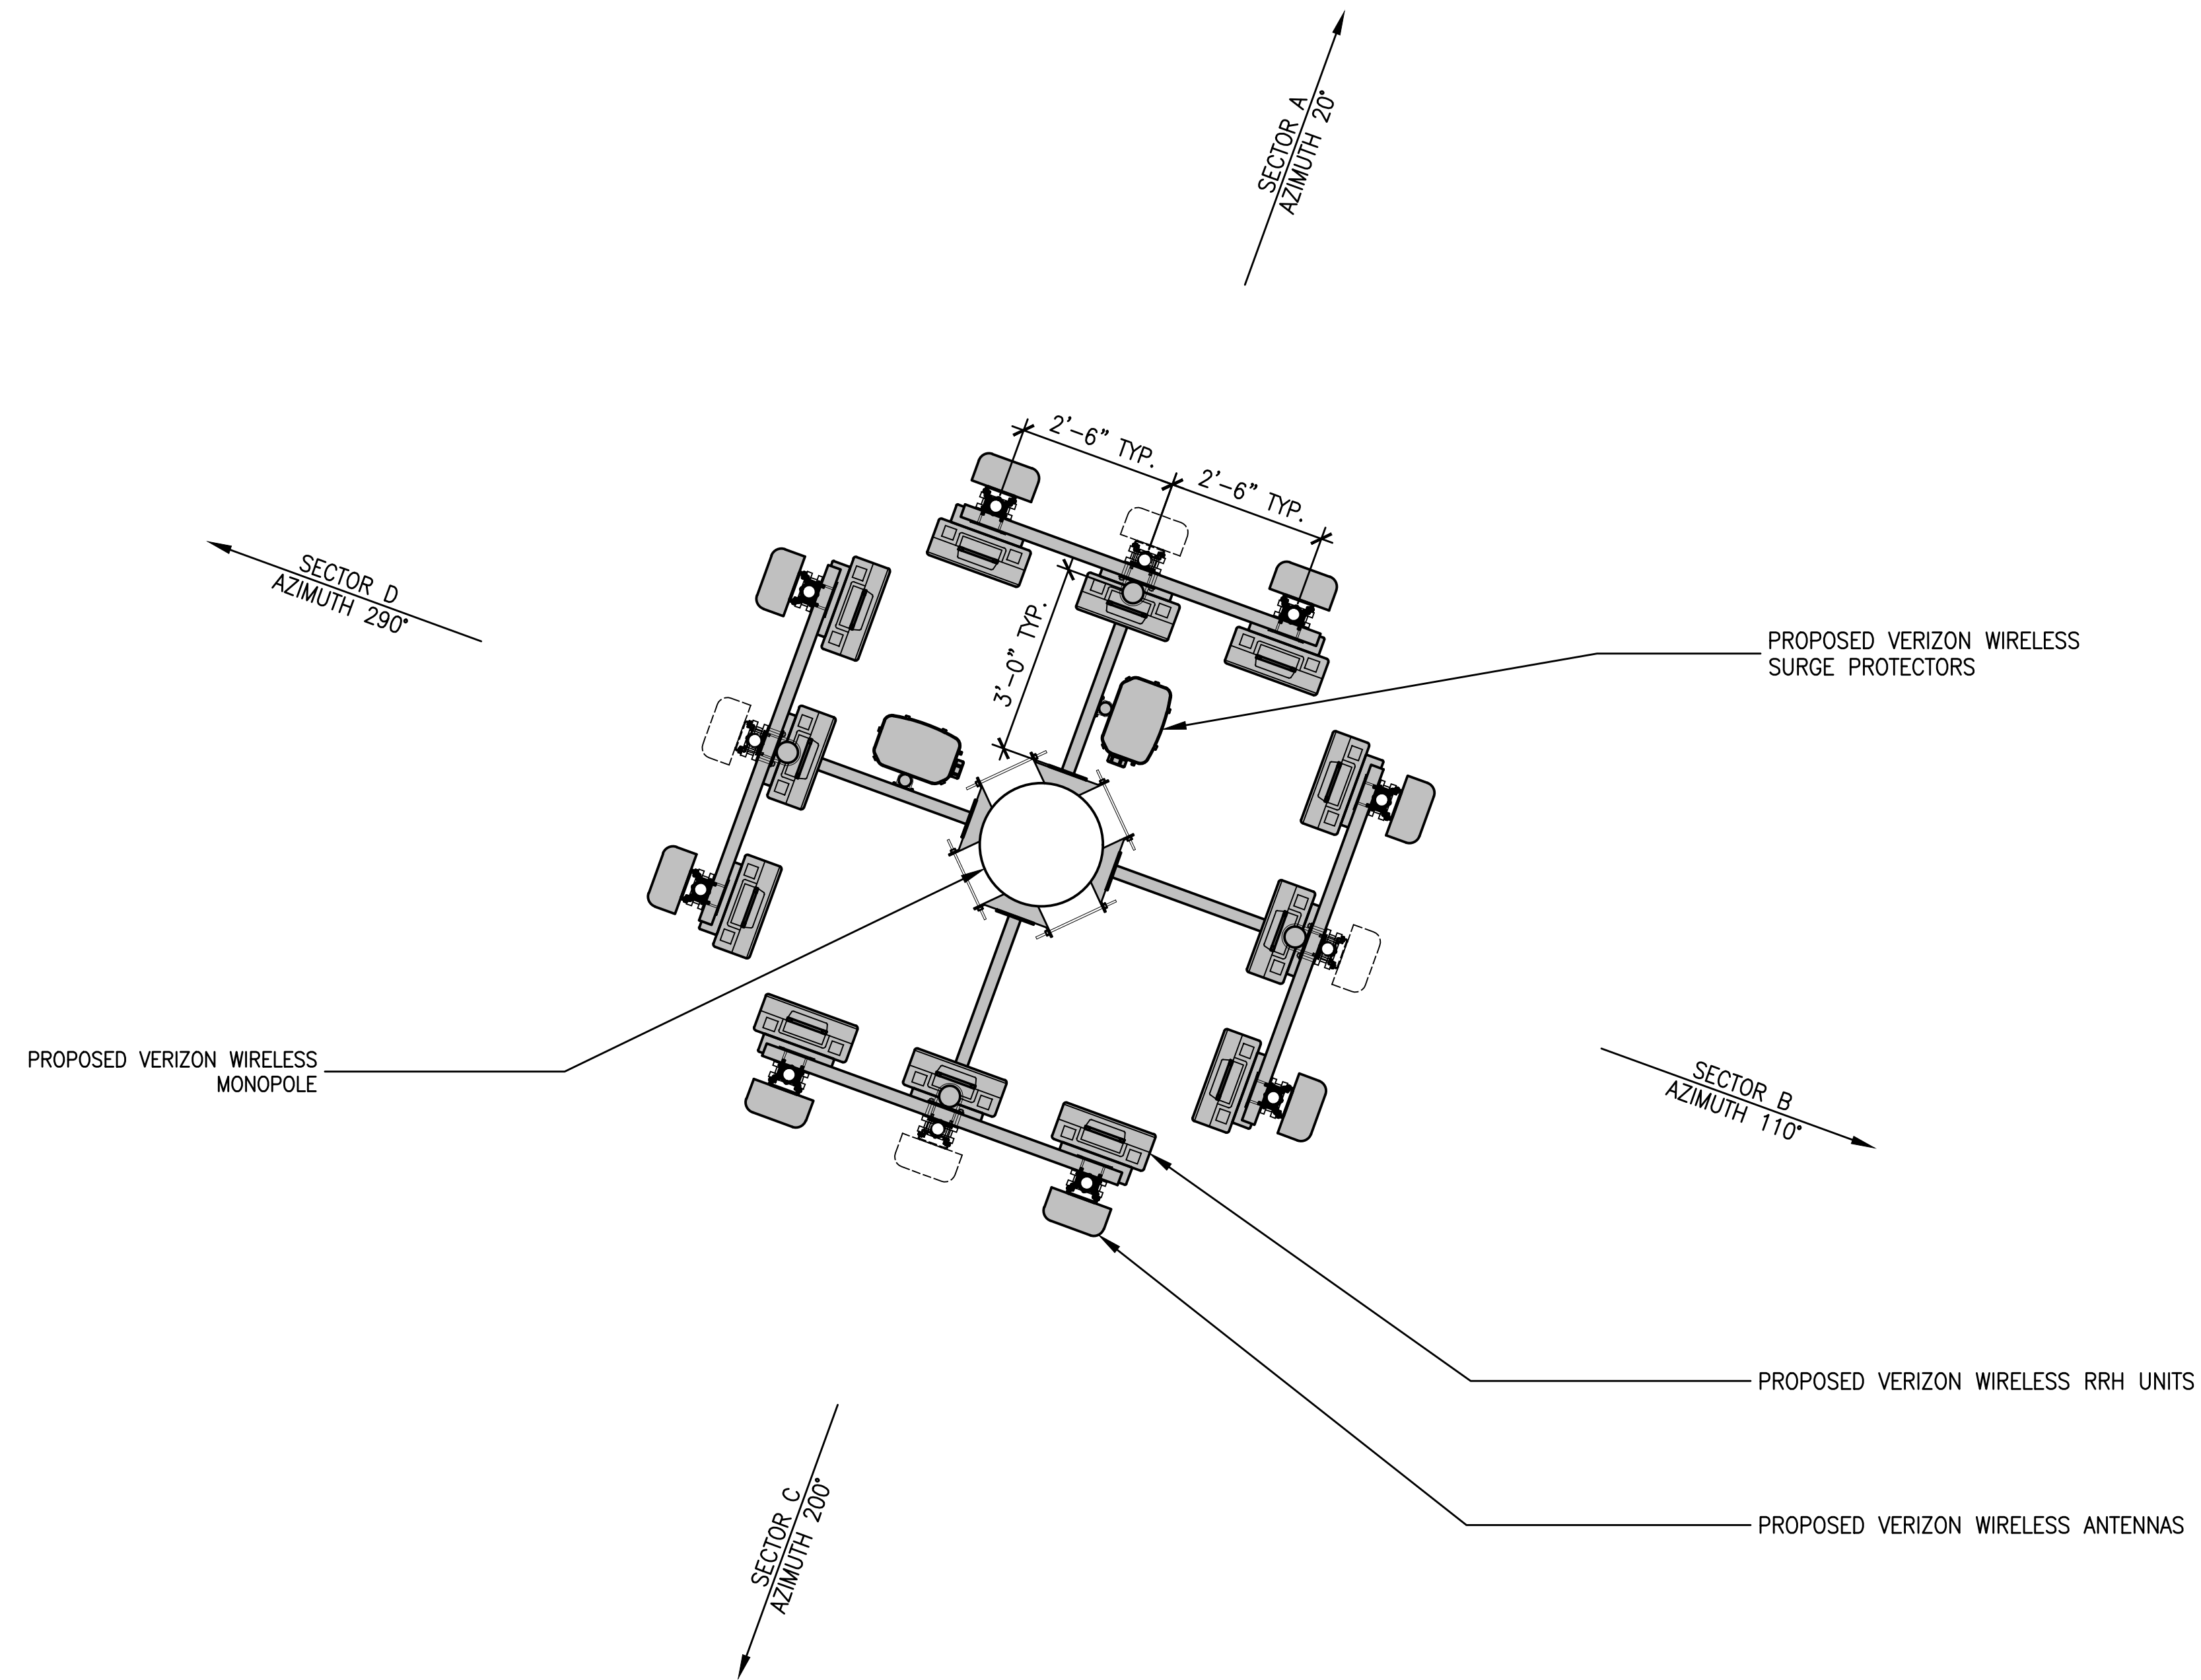 SECTOR A
AZIMUTH 20°
2'-6" TYP.
2'-6" TYP.
SECTOR D
AZIMUTH 290°
3'-0" TYP.
PROPOSED VERIZON WIRELESS
SURGE PROTECTORS
PROPOSED VERIZON WIRELESS
MONOPOLE
SECTOR B
AZIMUTH 110°
PROPOSED VERIZON WIRELESS RRH UNITS
SECTOR C
AZIMUTH 200°
PROPOSED VERIZON WIRELESS ANTENNAS